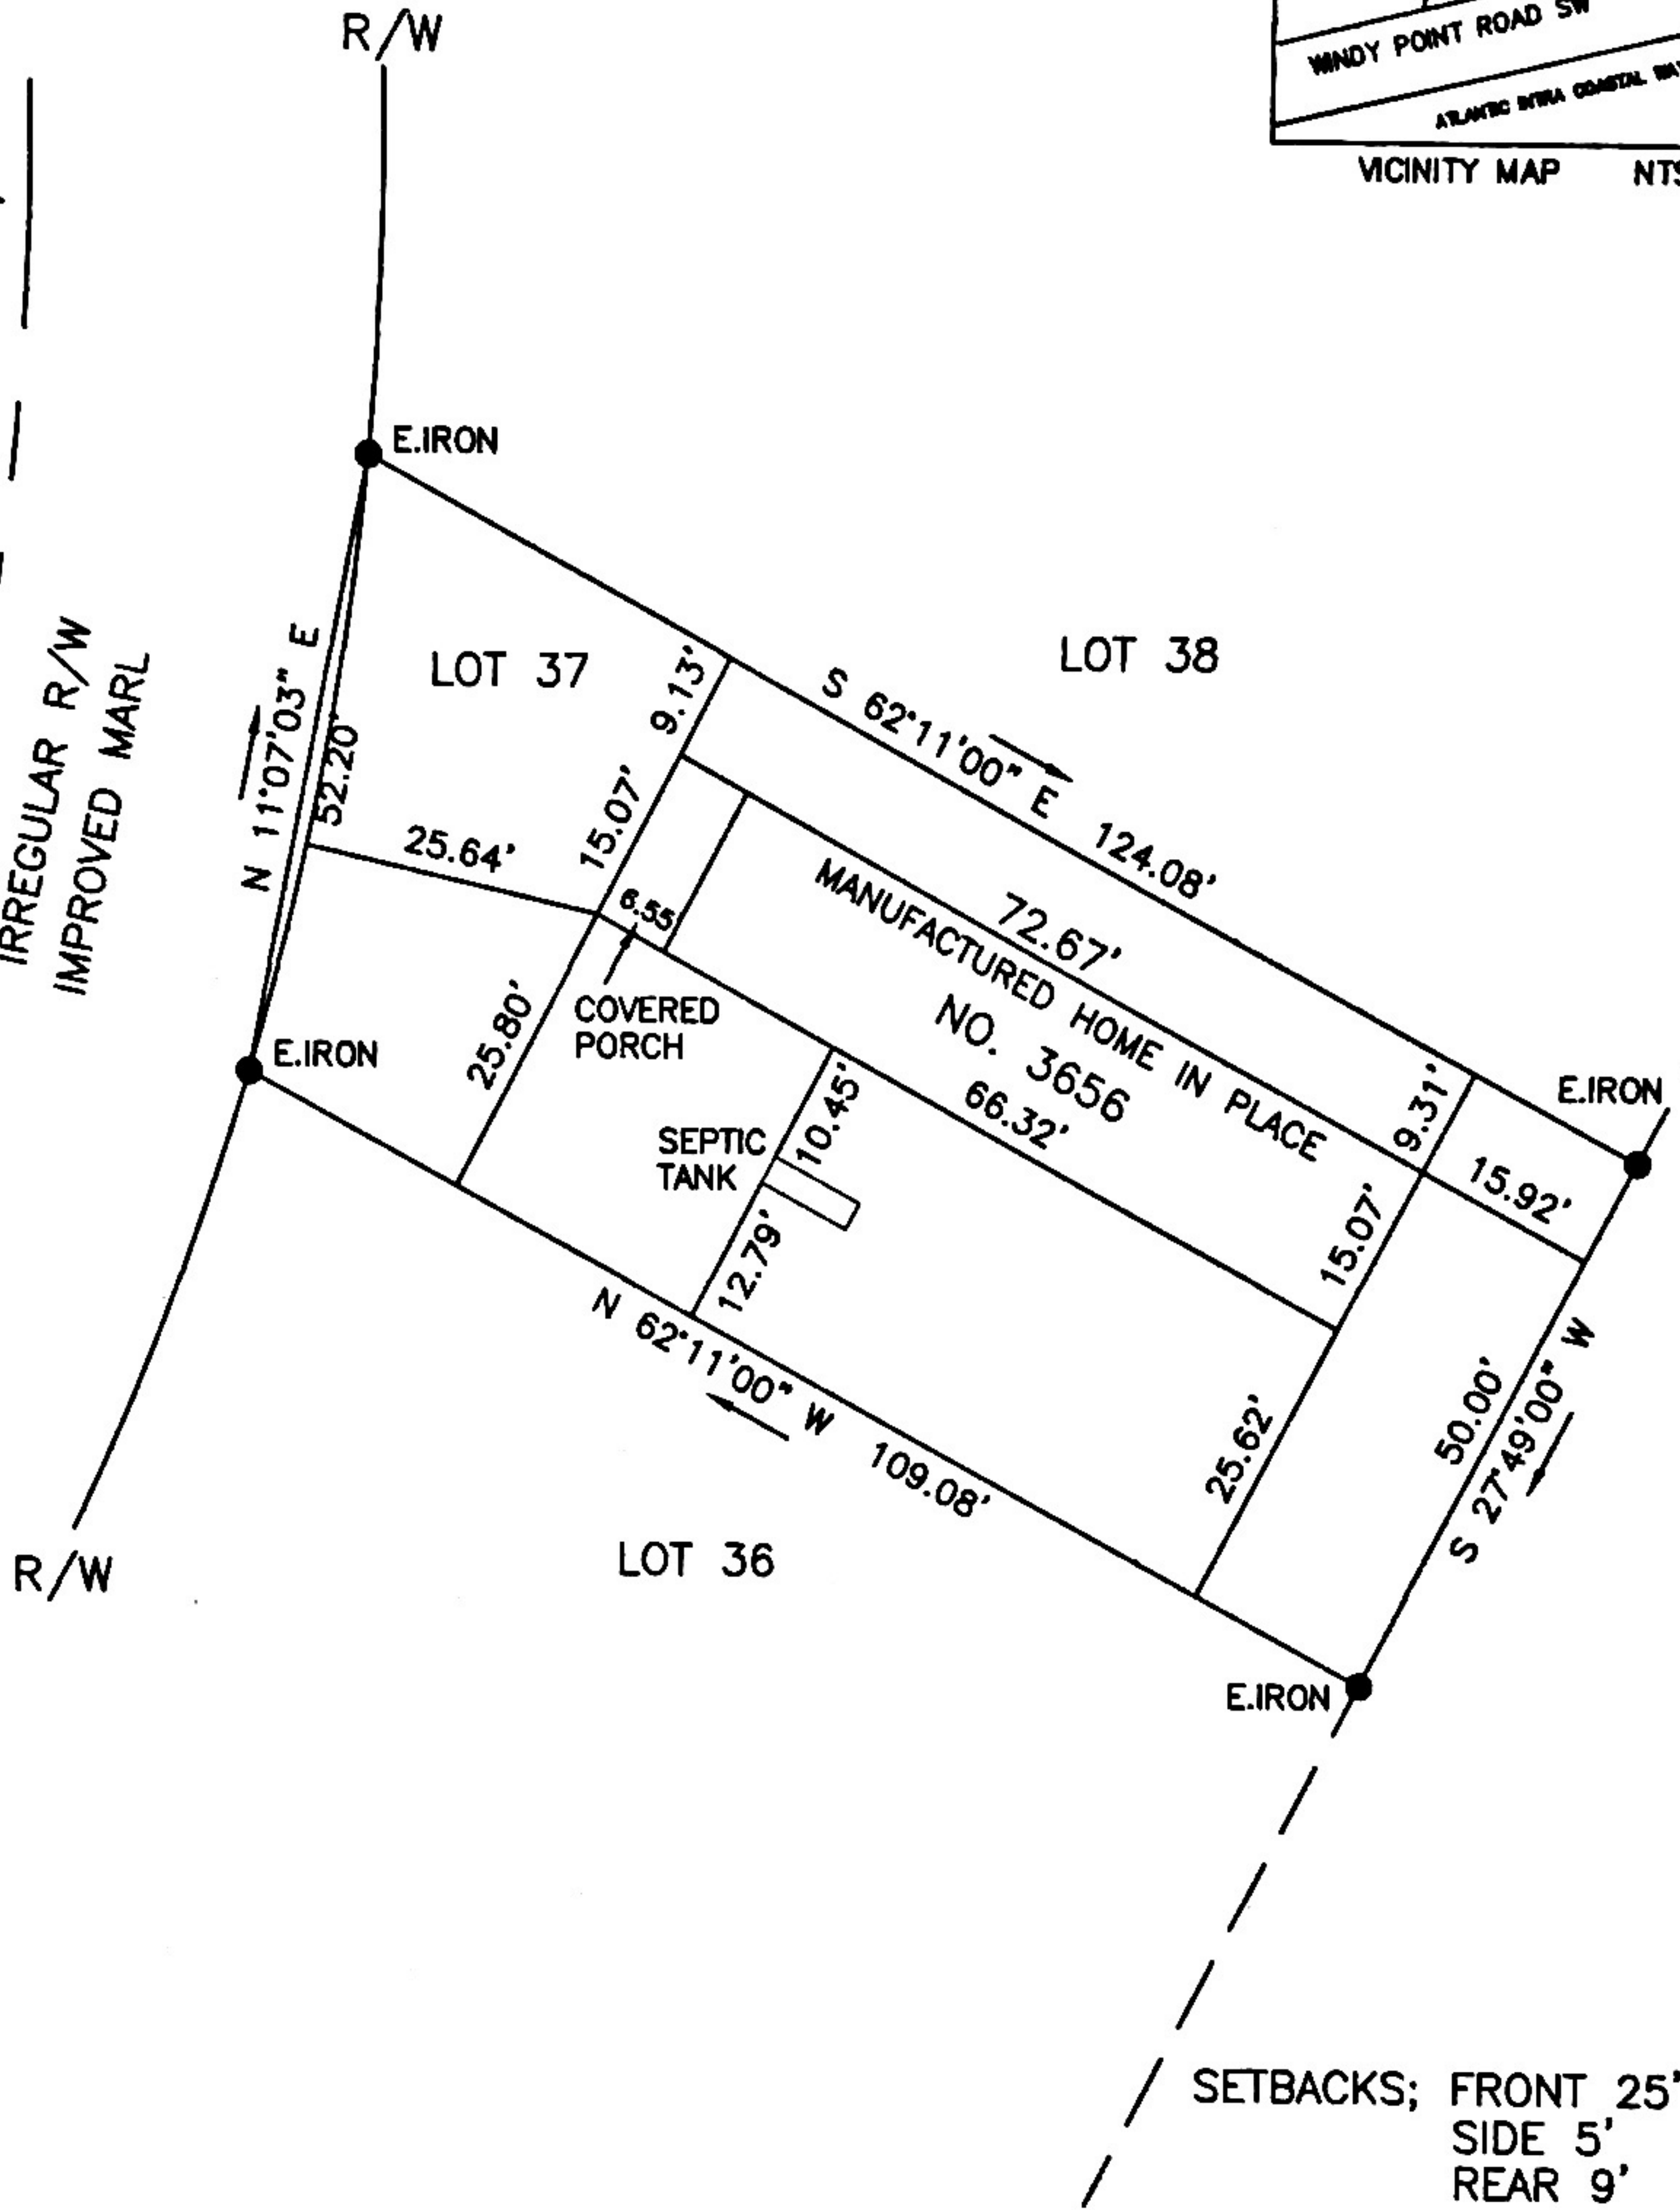 R/W
WINDY POINT ROAD SW
ATLANTIC INTRA COASTAL
VICINITY MAP NTS
E.IRON
LOT 37
LOT 38
IRREGULAR R/W
IMPROVED MARL
N 11°07'03" E
52.20'
9.13'
15.07'
25.64'
6.55'
S 62°11'00" E 124.08'
72.67'
MANUFACTURED HOME IN PLACE
NO. 3656
66.32'
COVERED
PORCH
25.80'
E.IRON
SEPTIC
TANK
10.45'
12.79'
9.31'
E.IRON
15.92'
15.07'
25.62'
50.00'
S 27°49'00" W
N 62°11'00" W 109.08'
LOT 36
R/W
E.IRON
SETBACKS; FRONT 25'
SIDE 5'
REAR 9'